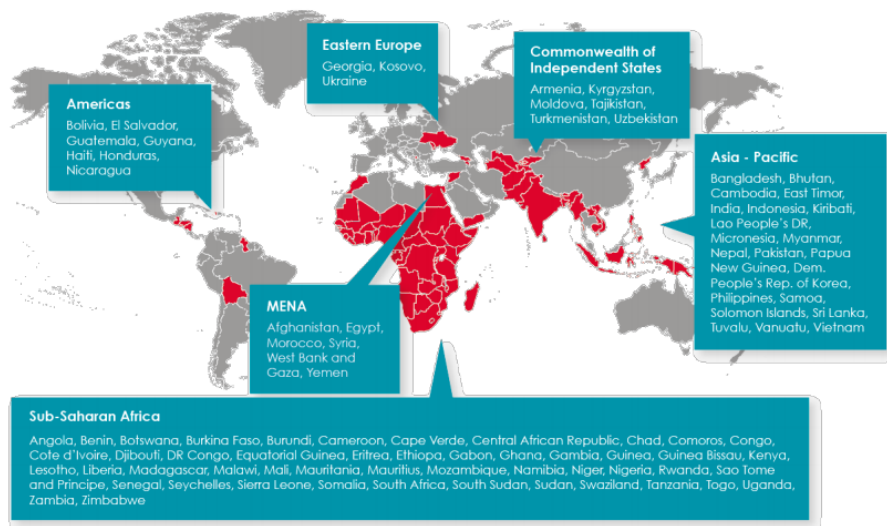 Eastern Europe
Georgia, Kosovo,
Ukraine
Commonwealth of
Independent States
Armenia, Kyrgyzstan,
Moldova, Tajikistan,
Turkmenistan, Uzbekistan
Americas
Bolivia, El Salvador,
Guatemala, Guyana,
Haiti, Honduras,
Nicaragua
Asia - Pacific
Bangladesh, Bhutan,
Cambodia, East Timor,
India, Indonesia, Kiribati,
Lao People's DR,
Micronesia, Myanmar,
Nepal, Pakistan, Papua
New Guinea, Dem.
People's Rep. of Korea,
Philippines, Samoa,
Solomon Islands, Sri Lanka,
Tuvalu, Vanuatu, Vietnam
MENA
Afghanistan, Egypt,
Morocco, Syria,
West Bank and
Gaza, Yemen
Sub-Saharan Africa
Angola, Benin, Botswana, Burkina Faso, Burundi, Cameroon, Cape Verde, Central African Republic, Chad, Comoros, Congo,
Cote d'Ivoire, Djibouti, DR Congo, Equatorial Guinea, Eritrea, Ethiopa, Gabon, Ghana, Gambia, Guinea, Guinea Bissau, Kenya,
Lesotho, Liberia, Madagascar, Malawi, Mali, Mauritania, Mauritius, Mozambique, Namibia, Niger, Nigeria, Rwanda, Sao Tome
and Principe, Senegal, Seychelles, Sierra Leone, Somalia, South Africa, South Sudan, Sudan, Swaziland, Tanzania, Togo, Uganda,
Zambia, Zimbabwe